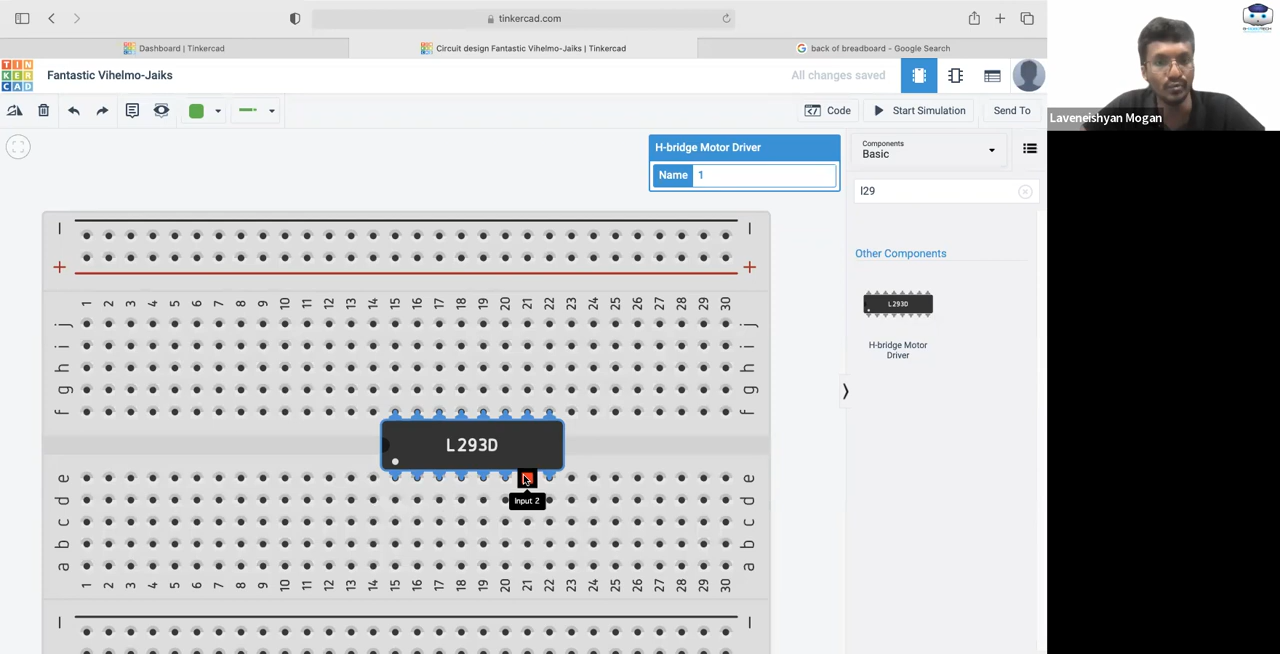 tinkercad.com
Dashboard | Tinkercad
Circuit design Fantastic Vihelmo-Jaiks | Tinkercad
back of breadboard - Google Search
TIN
KER
CAD
Fantastic Vihelmo-Jaiks
All changes saved
Code
Start Simulation
Send To
Laveneishyan Mogan
H-bridge Motor Driver
Name 1
Components
Basic
l29
Other Components
L293D
H-bridge Motor
Driver
1 2 3 4 5 6 7 8 9 10 11 12 13 14 15 16 17 18 19 20 21 22 23 24 25 26 27 28 29 30
j j
i i
h h
g g
f f
L293D
e e
Input 2
d d
c c
b b
a a
1 2 3 4 5 6 7 8 9 10 11 12 13 14 15 16 17 18 19 20 21 22 23 24 25 26 27 28 29 30